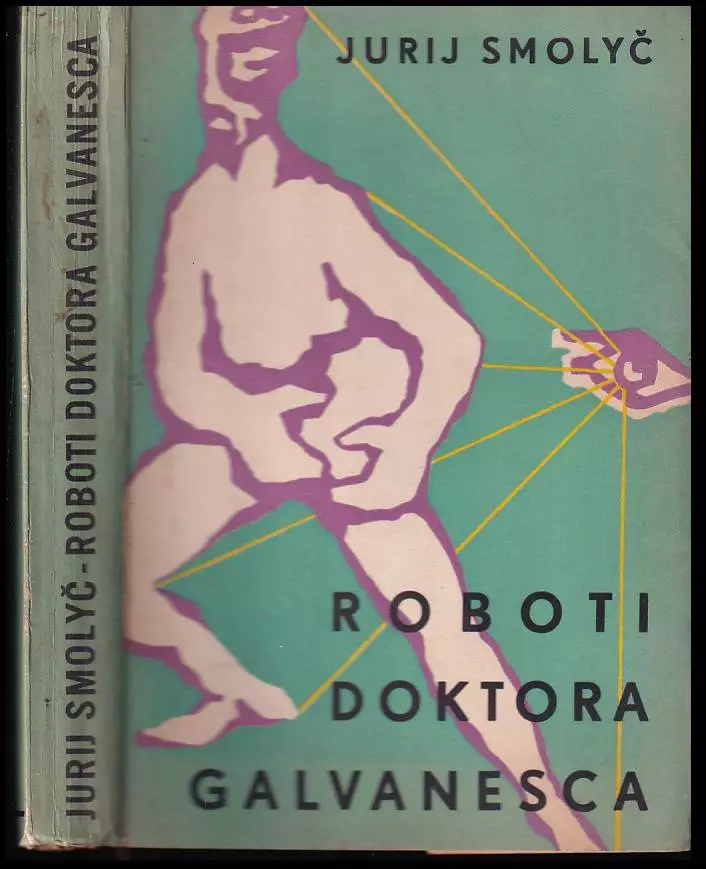 JURIJ SMOLYČ - ROBOTI DOKTORA GALVANESCA
JURIJ SMOLYČ
ROBOTI
DOKTORA
GALVANESCA